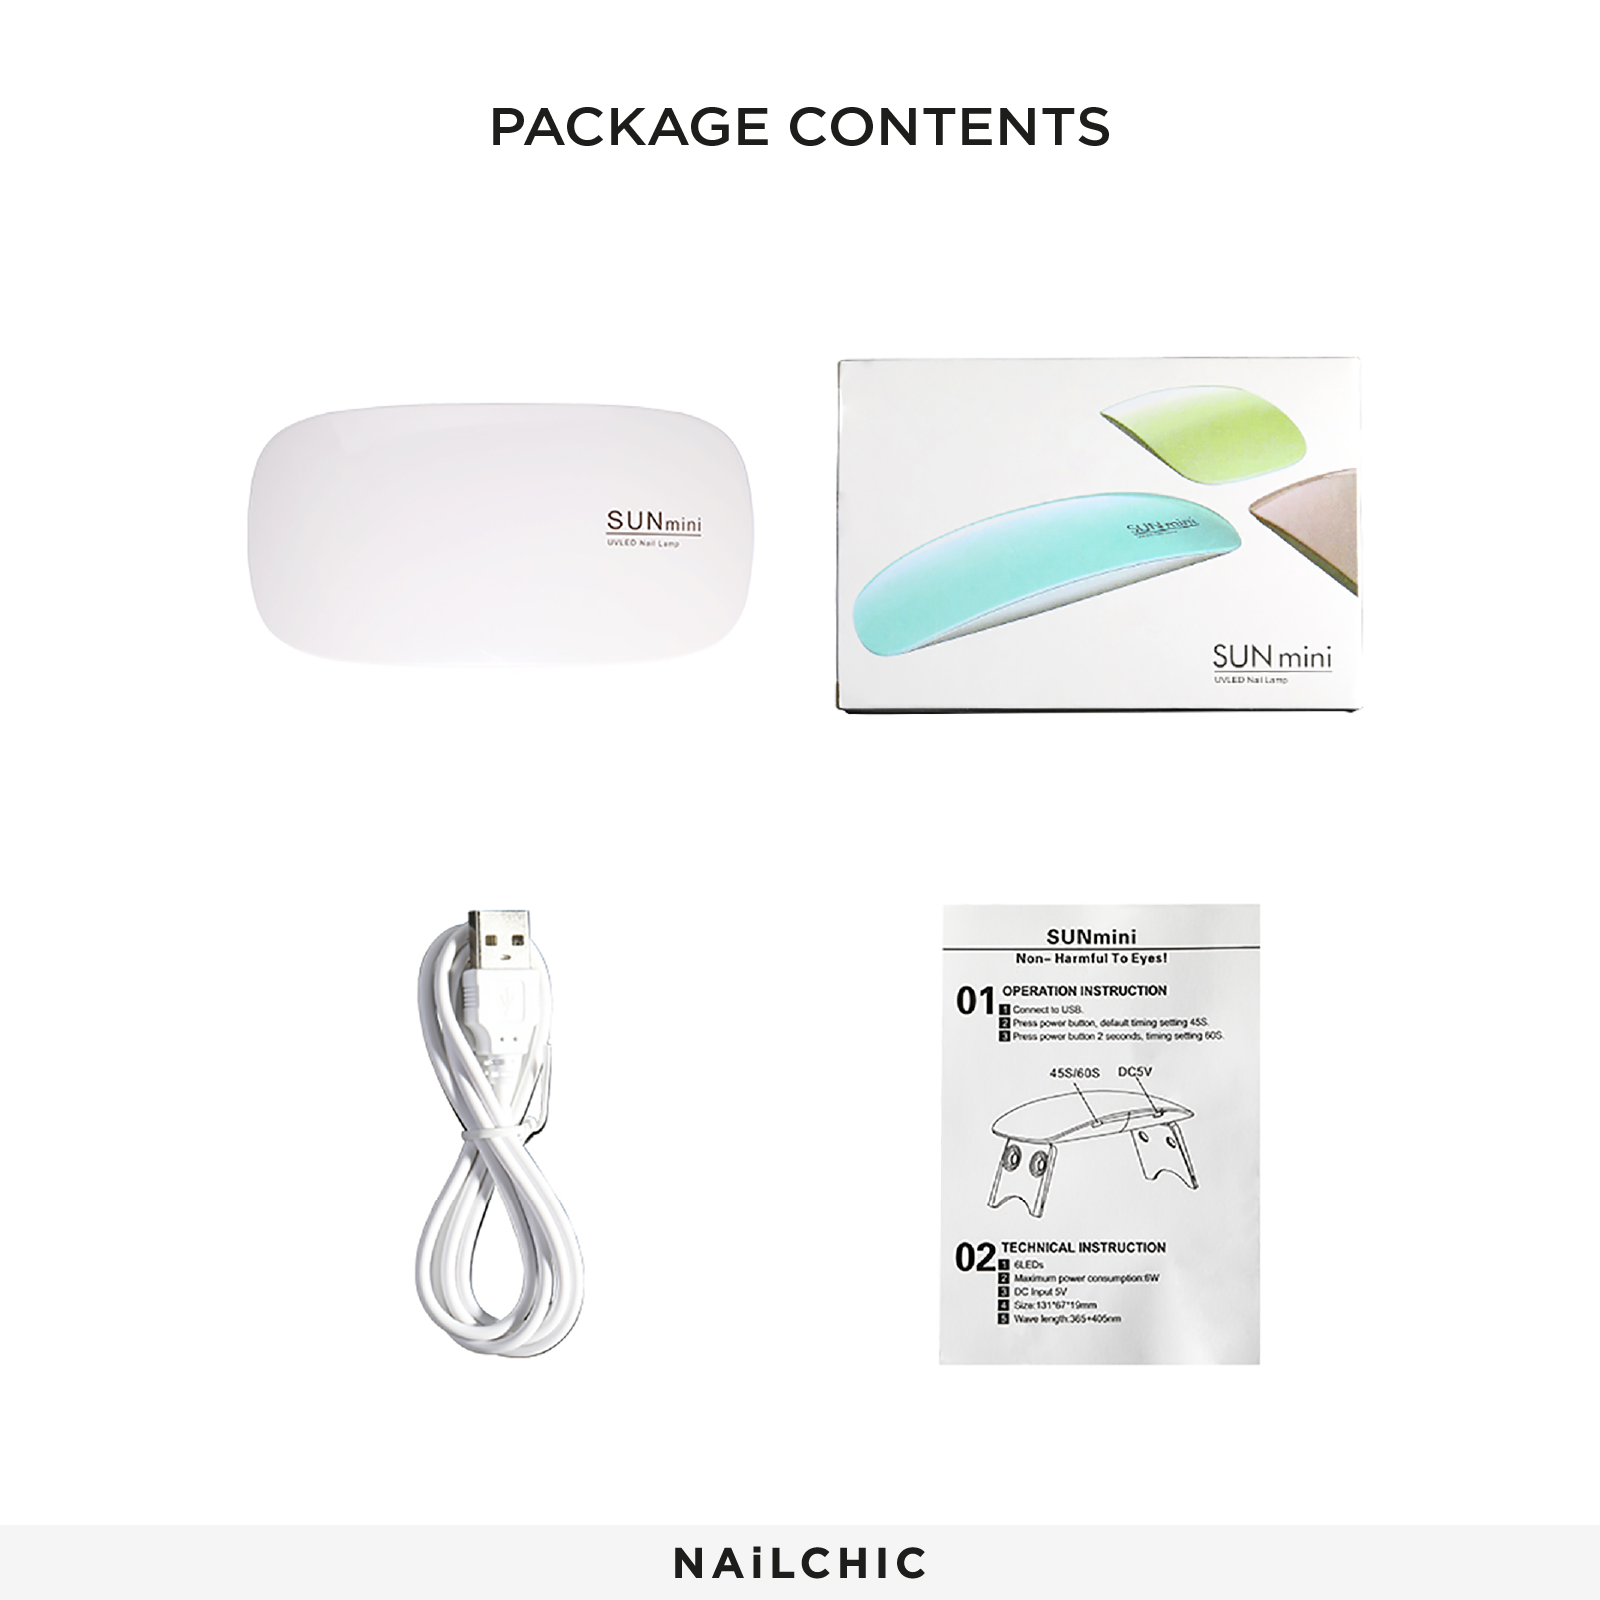 PACKAGE CONTENTS
SUNmini
UVLED Nail Lamp
SUN mini
SUN mini
UVLED Nail Lamp
SUNmini
Non- Harmful To Eyes!
01 OPERATION INSTRUCTION
1 Connect to USB.
2 Press power button, default timing setting 45S.
3 Press power button 2 seconds, timing setting 60S.
45S/60S DC5V
02 TECHNICAL INSTRUCTION
1 6LEDs
2 Maximum power consumption:6W
3 DC Input 5V
4 Size:131*67*19mm
5 Wave length:365+405nm
NAiLCHIC